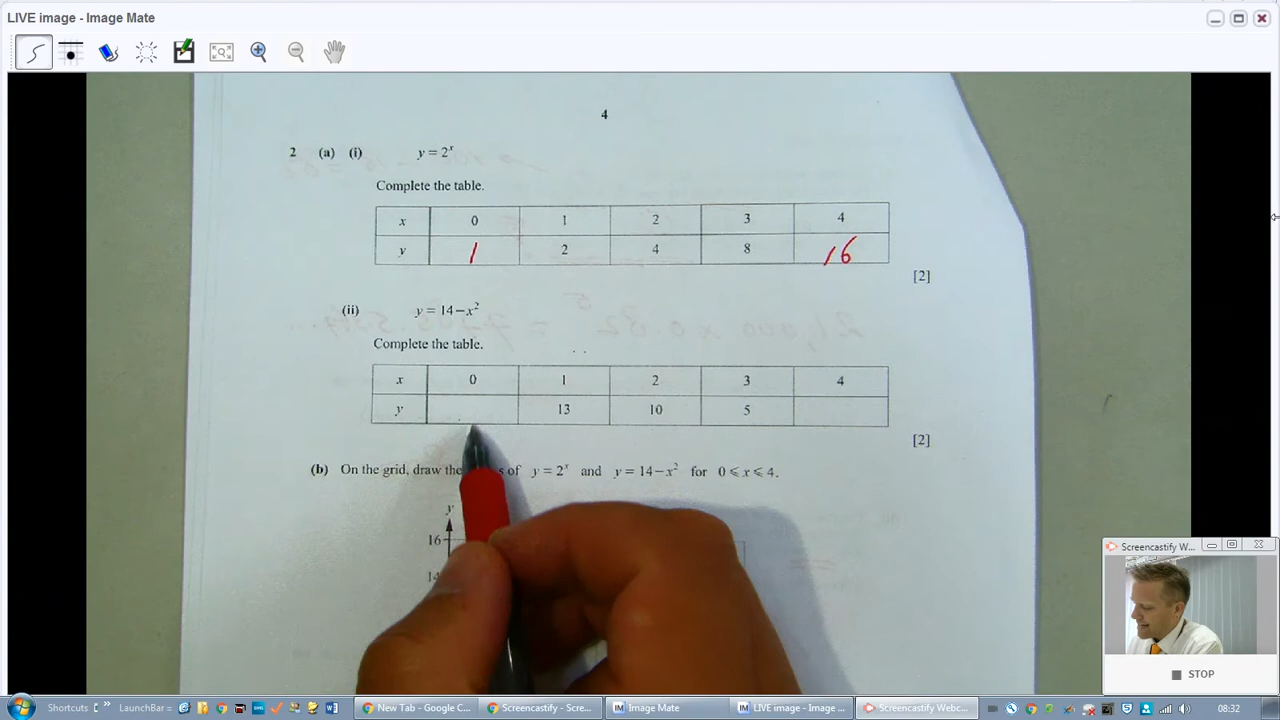 LIVE image - Image Mate
4
2 (a) (i) y = 2ˣ
Complete the table.
x 0 1 2 3 4
y 1 2 4 8 16
[2]
(ii) y = 14 − x²
Complete the table.
x 0 1 2 3 4
y 13 10 5
[2]
(b) On the grid, draw the s of y = 2ˣ and y = 14 − x² for 0 ⩽ x ⩽ 4.
y
16
14
Screencastify W...
STOP
Shortcuts » LaunchBar » New Tab - Google C... Screencastify - Scre... Image Mate LIVE image - Image ... Screencastify Webc... 08:32